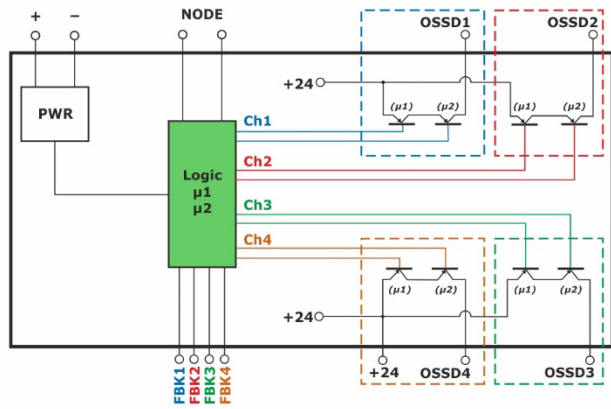 + −
NODE
OSSD1
OSSD2
+24
PWR
(μ1)
(μ2)
(μ1)
(μ2)
Ch1
Ch2
Logic
μ1
μ2
Ch3
Ch4
(μ1)
(μ2)
(μ1)
(μ2)
+24
+24
OSSD4
OSSD3
FBK1
FBK2
FBK3
FBK4